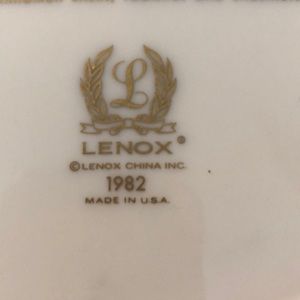 L
LENOX®
© LENOX CHINA INC.
1982
MADE IN U.S.A.